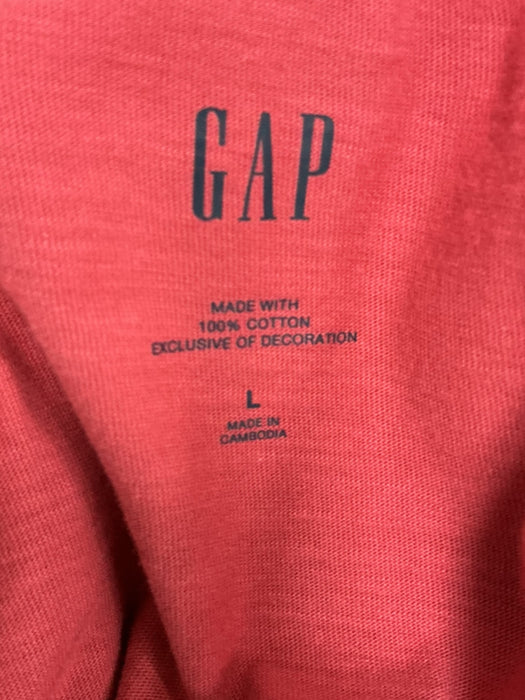 GAP
MADE WITH
100% COTTON
EXCLUSIVE OF DECORATION
L
MADE IN
CAMBODIA